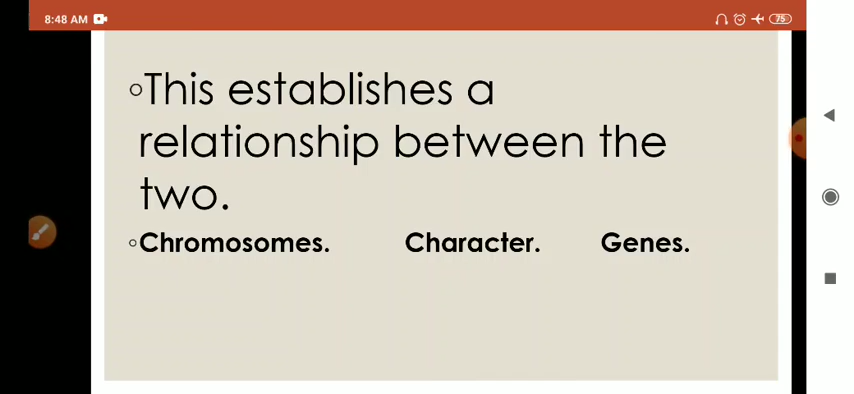 8:48 AM
75
This establishes a
relationship between the
two.
Chromosomes. Character. Genes.